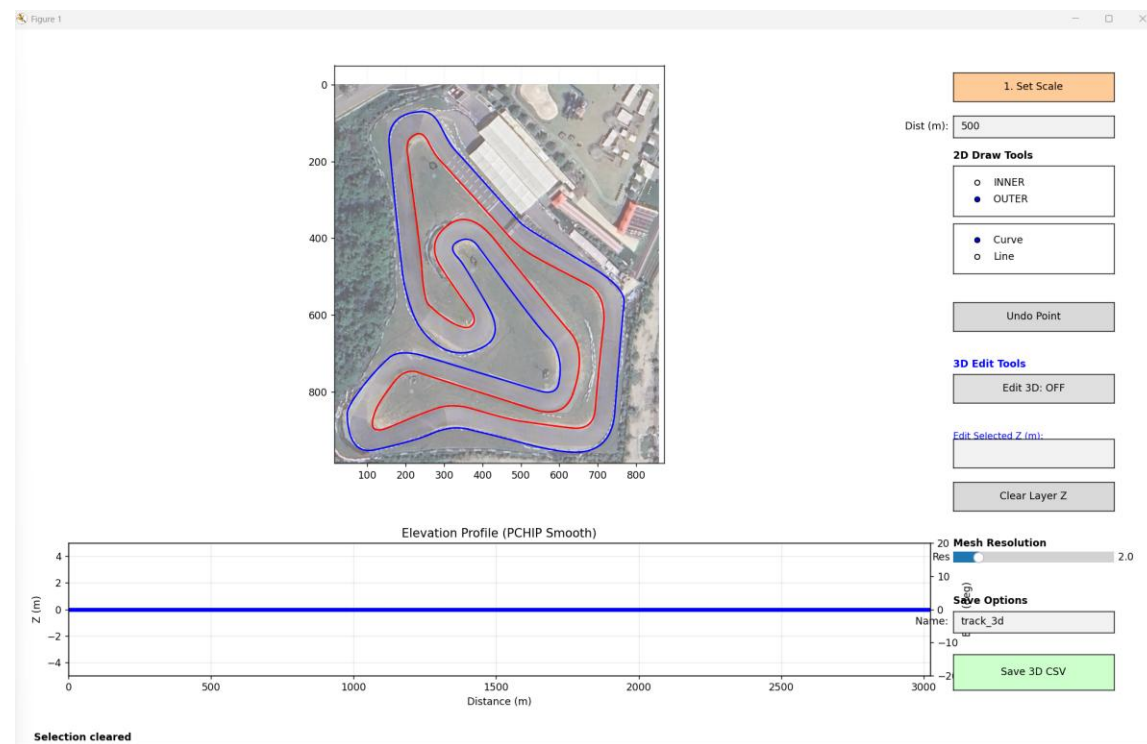 Figure 1
0
200
400
600
800
100 200 300 400 500 600 700 800
1. Set Scale
Dist (m): 500
2D Draw Tools
INNER
OUTER
Curve
Line
Undo Point
3D Edit Tools
Edit 3D: OFF
Edit Selected Z (m):
Clear Layer Z
Mesh Resolution
Res 2.0
Save Options
Name: track_3d
Save 3D CSV
Elevation Profile (PCHIP Smooth)
Z (m)
4
2
0
−2
−4
20
10
0
−10
0 500 1000 1500 2000 2500 3000
Distance (m)
Selection cleared